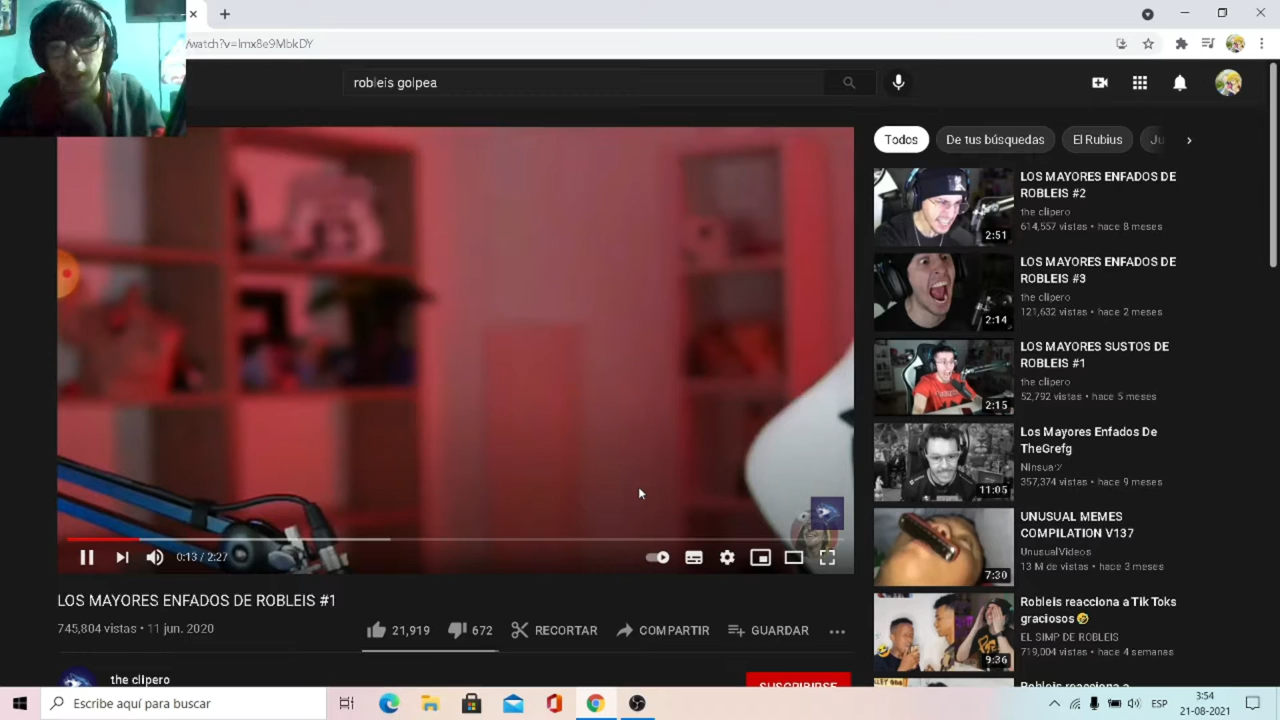 /watch?v=Imx8e9MbkDY
robleis golpea
Todos
De tus búsquedas
El Rubius
LOS MAYORES ENFADOS DE
ROBLEIS #2
the clipero
614,557 vistas • hace 8 meses
2:51
LOS MAYORES ENFADOS DE
ROBLEIS #3
the clipero
121,632 vistas • hace 2 meses
2:14
LOS MAYORES SUSTOS DE
ROBLEIS #1
the clipero
52,792 vistas • hace 5 meses
2:15
Los Mayores Enfados De
TheGrefg
357,374 vistas • hace 9 meses
11:05
UNUSUAL MEMES
COMPILATION V137
UnusualVideos
13 M de vistas • hace 3 meses
7:30
Robleis reacciona a Tik Toks
graciosos 🤣
EL SIMP DE ROBLEIS
719,004 vistas • hace 4 semanas
9:36
0:13 / 2:27
LOS MAYORES ENFADOS DE ROBLEIS #1
745,804 vistas • 11 jun. 2020
21,919
672
RECORTAR
COMPARTIR
GUARDAR
the clipero
SUSCRIBIRSE
Escribe aquí para buscar
ESP
3:54
21-08-2021